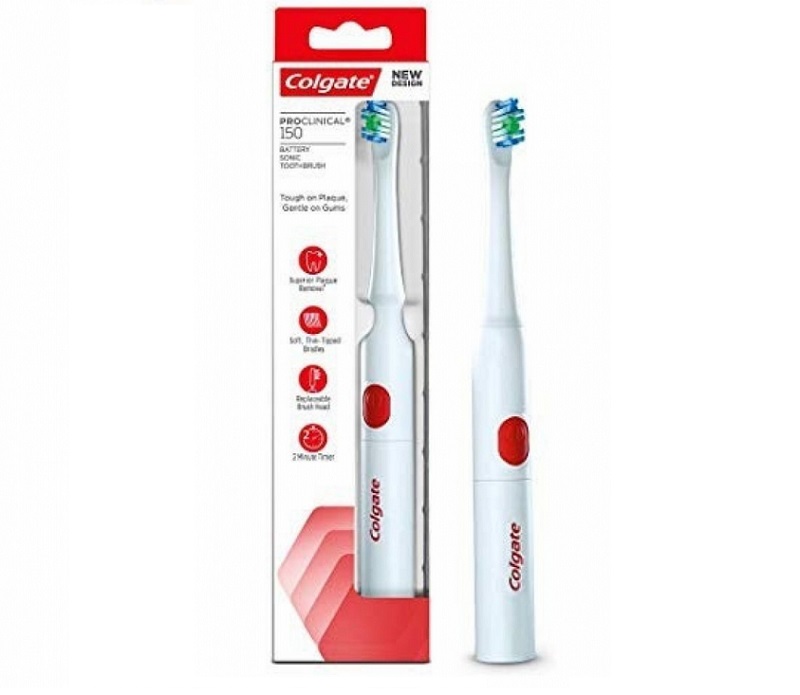 Colgate®
NEW
DESIGN
PROCLINICAL®
150
BATTERY
SONIC
TOOTHBRUSH
Tough on Plaque,
Gentle on Gums
Superior Plaque
Removal*
Soft, Thin-Tipped
Bristles
Replaceable
Brush Head
2
2 Minute Timer
Colgate
Colgate